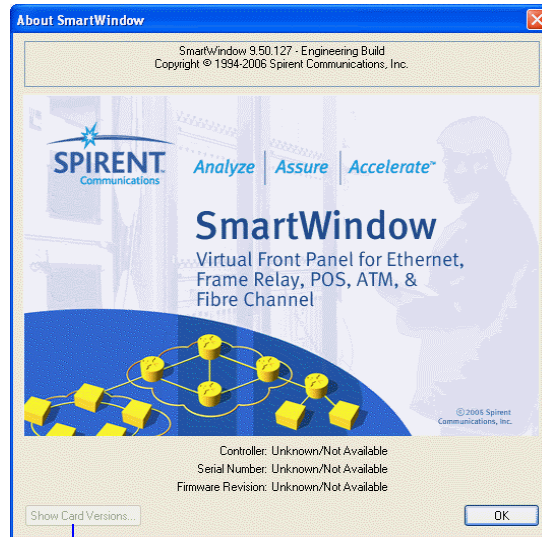 About SmartWindow
SmartWindow 9.50.127 - Engineering Build
Copyright © 1994-2006 Spirent Communications, Inc.
SPIRENT
Communications
Analyze | Assure | Accelerate™
SmartWindow
Virtual Front Panel for Ethernet,
Frame Relay, POS, ATM, &
Fibre Channel
©2006 Spirent
Communications, Inc.
Controller: Unknown/Not Available
Serial Number: Unknown/Not Available
Firmware Revision: Unknown/Not Available
Show Card Versions...
OK